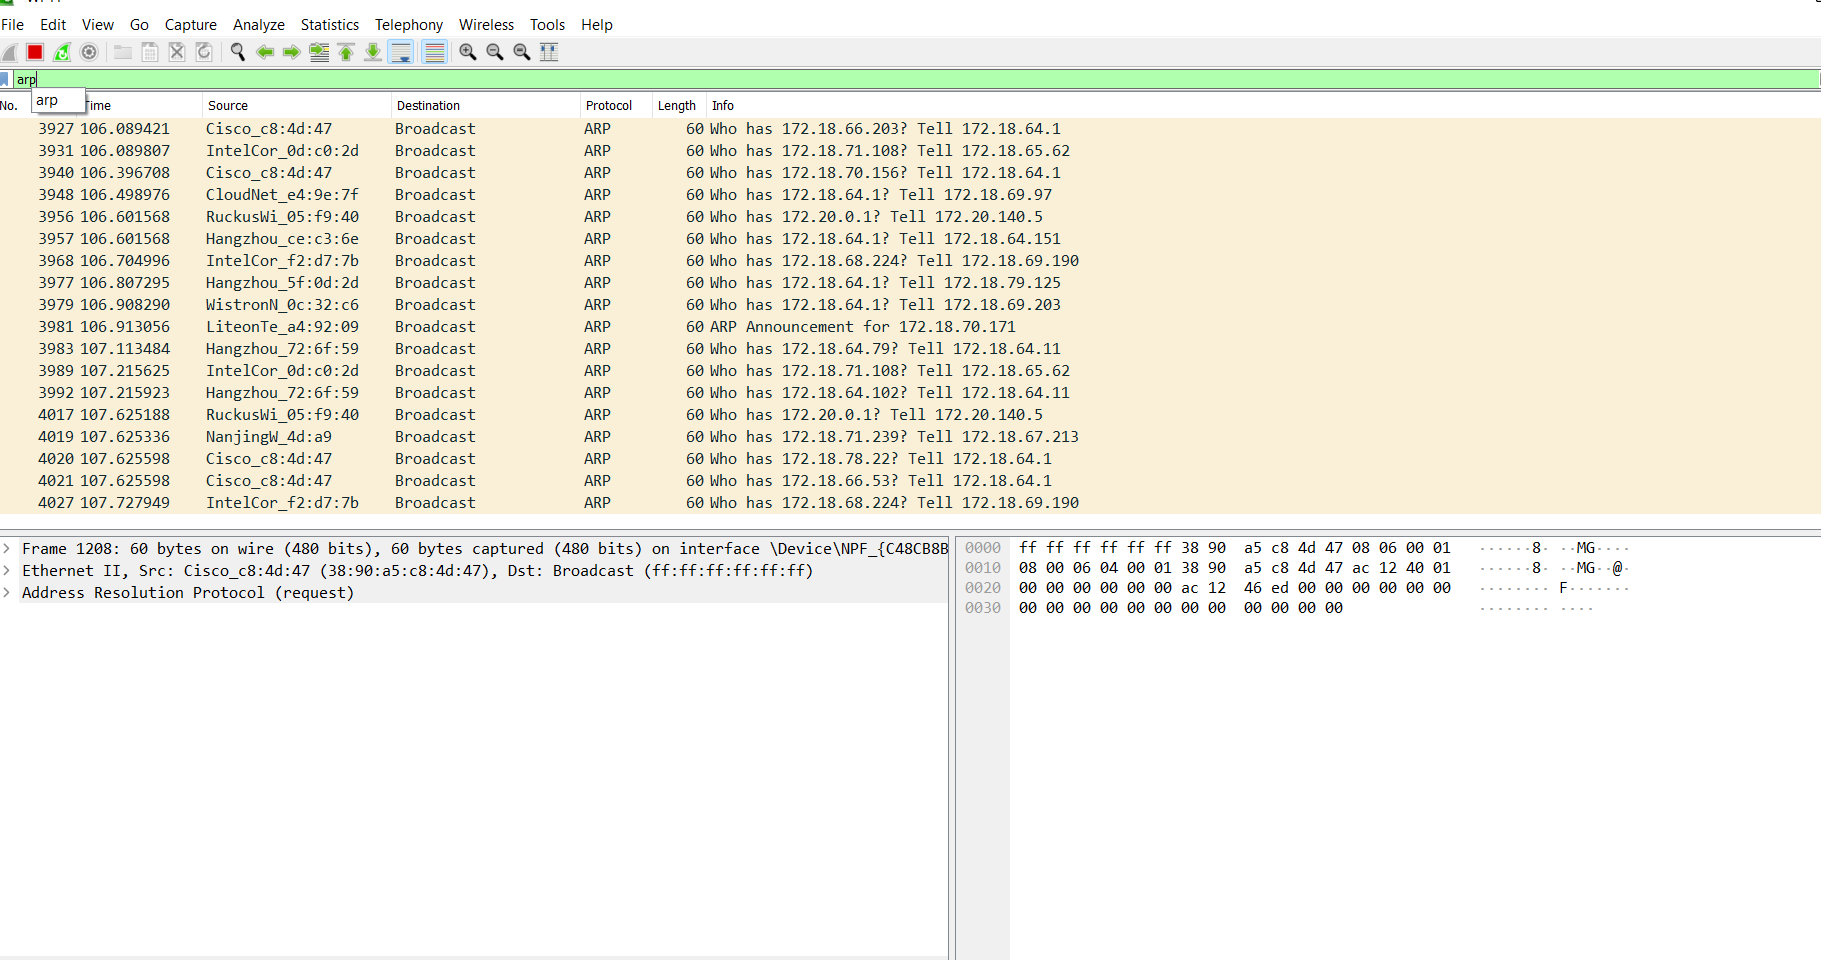 File Edit View Go Capture Analyze Statistics Telephony Wireless Tools Help
arp
arp
No. Time Source Destination Protocol Length Info
3927 106.089421 Cisco_c8:4d:47 Broadcast ARP 60 Who has 172.18.66.203? Tell 172.18.64.1
3931 106.089807 IntelCor_0d:c0:2d Broadcast ARP 60 Who has 172.18.71.108? Tell 172.18.65.62
3940 106.396708 Cisco_c8:4d:47 Broadcast ARP 60 Who has 172.18.70.156? Tell 172.18.64.1
3948 106.498976 CloudNet_e4:9e:7f Broadcast ARP 60 Who has 172.18.64.1? Tell 172.18.69.97
3956 106.601568 RuckusWi_05:f9:40 Broadcast ARP 60 Who has 172.20.0.1? Tell 172.20.140.5
3957 106.601568 Hangzhou_ce:c3:6e Broadcast ARP 60 Who has 172.18.64.1? Tell 172.18.64.151
3968 106.704996 IntelCor_f2:d7:7b Broadcast ARP 60 Who has 172.18.68.224? Tell 172.18.69.190
3977 106.807295 Hangzhou_5f:0d:2d Broadcast ARP 60 Who has 172.18.64.1? Tell 172.18.79.125
3979 106.908290 WistronN_0c:32:c6 Broadcast ARP 60 Who has 172.18.64.1? Tell 172.18.69.203
3981 106.913056 LiteonTe_a4:92:09 Broadcast ARP 60 ARP Announcement for 172.18.70.171
3983 107.113484 Hangzhou_72:6f:59 Broadcast ARP 60 Who has 172.18.64.79? Tell 172.18.64.11
3989 107.215625 IntelCor_0d:c0:2d Broadcast ARP 60 Who has 172.18.71.108? Tell 172.18.65.62
3992 107.215923 Hangzhou_72:6f:59 Broadcast ARP 60 Who has 172.18.64.102? Tell 172.18.64.11
4017 107.625188 RuckusWi_05:f9:40 Broadcast ARP 60 Who has 172.20.0.1? Tell 172.20.140.5
4019 107.625336 NanjingW_4d:a9 Broadcast ARP 60 Who has 172.18.71.239? Tell 172.18.67.213
4020 107.625598 Cisco_c8:4d:47 Broadcast ARP 60 Who has 172.18.78.22? Tell 172.18.64.1
4021 107.625598 Cisco_c8:4d:47 Broadcast ARP 60 Who has 172.18.66.53? Tell 172.18.64.1
4027 107.727949 IntelCor_f2:d7:7b Broadcast ARP 60 Who has 172.18.68.224? Tell 172.18.69.190
Frame 1208: 60 bytes on wire (480 bits), 60 bytes captured (480 bits) on interface \Device\NPF_{C48CB8B
Ethernet II, Src: Cisco_c8:4d:47 (38:90:a5:c8:4d:47), Dst: Broadcast (ff:ff:ff:ff:ff:ff)
Address Resolution Protocol (request)
0000 ff ff ff ff ff ff 38 90 a5 c8 4d 47 08 06 00 01 ······8· ··MG····
0010 08 00 06 04 00 01 38 90 a5 c8 4d 47 ac 12 40 01 ······8· ··MG··@·
0020 00 00 00 00 00 00 ac 12 46 ed 00 00 00 00 00 00 ········ F·······
0030 00 00 00 00 00 00 00 00 00 00 00 00 ········ ····